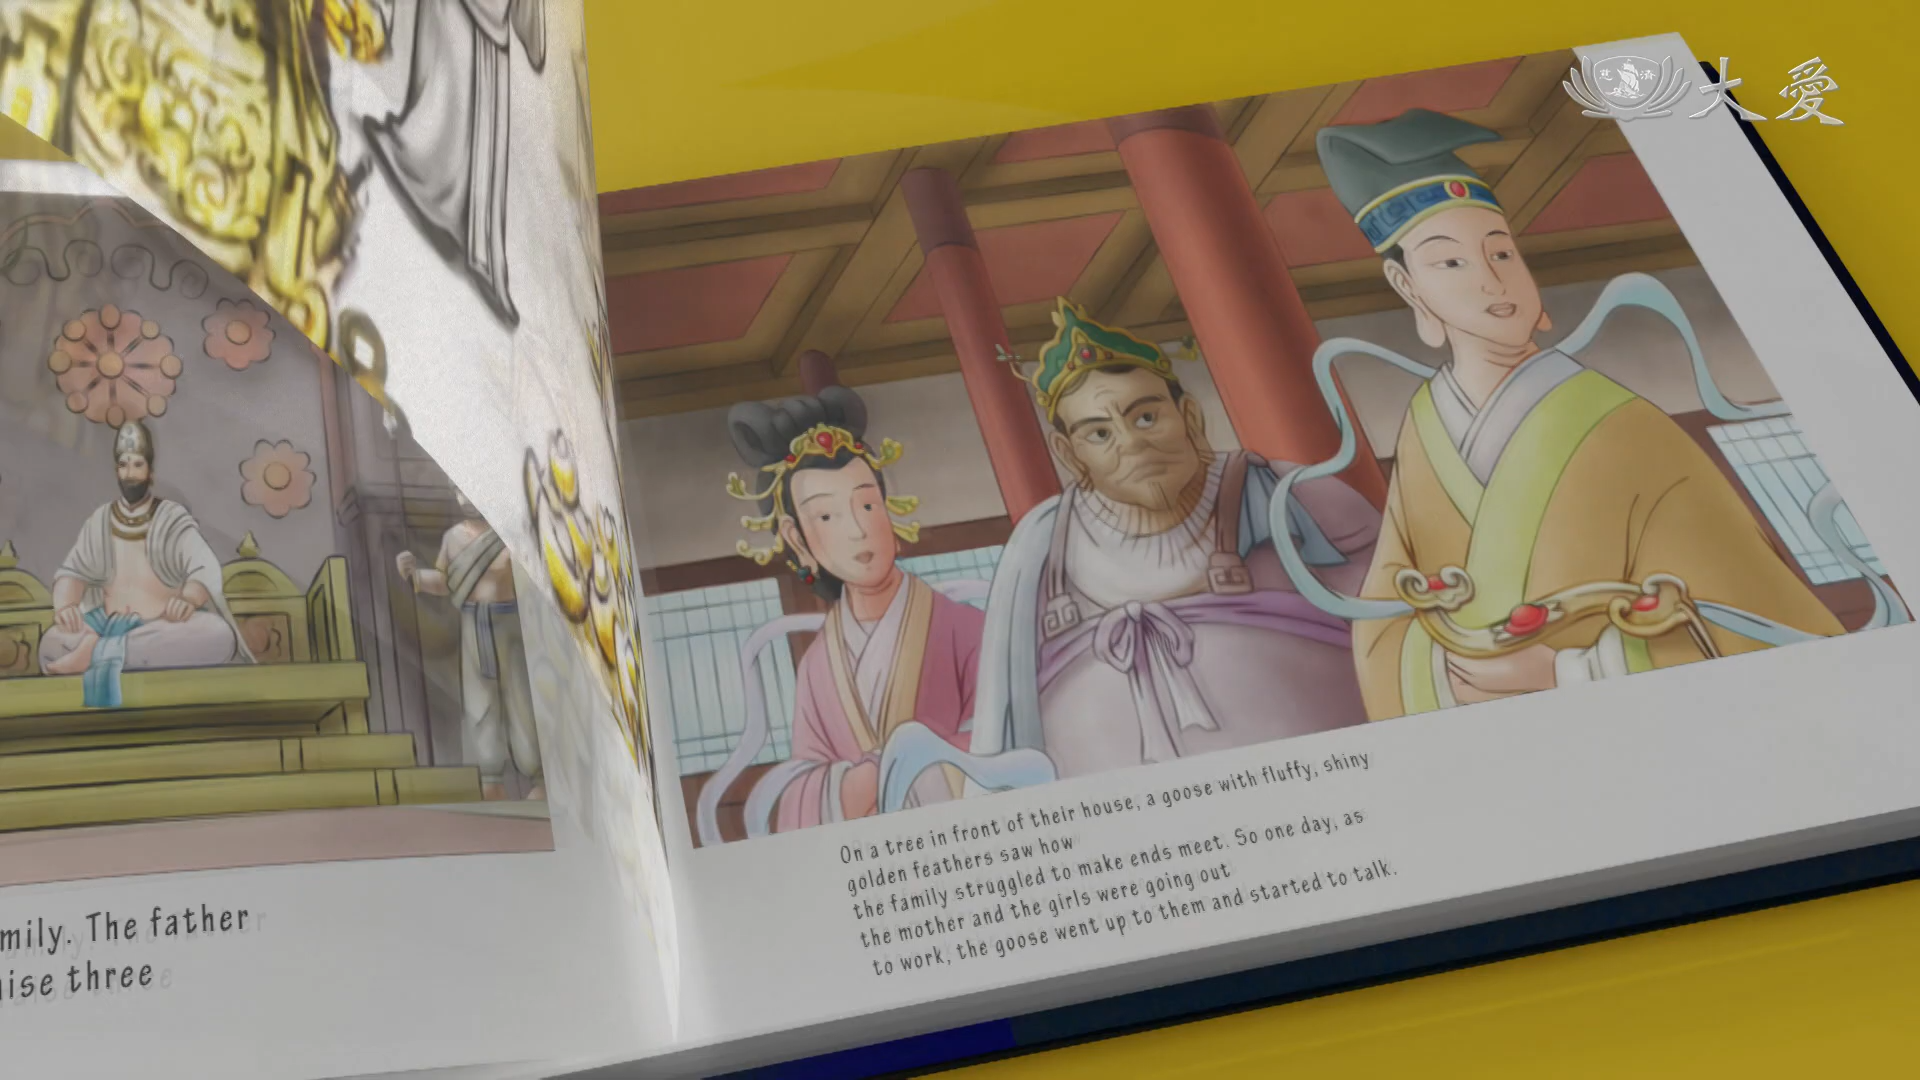 大愛
慈濟
mily. The father
ise three
On a tree in front of their house, a goose with fluffy, shiny
golden feathers saw how
the family struggled to make ends meet. So one day, as
the mother and the girls were going out
to work, the goose went up to them and started to talk.